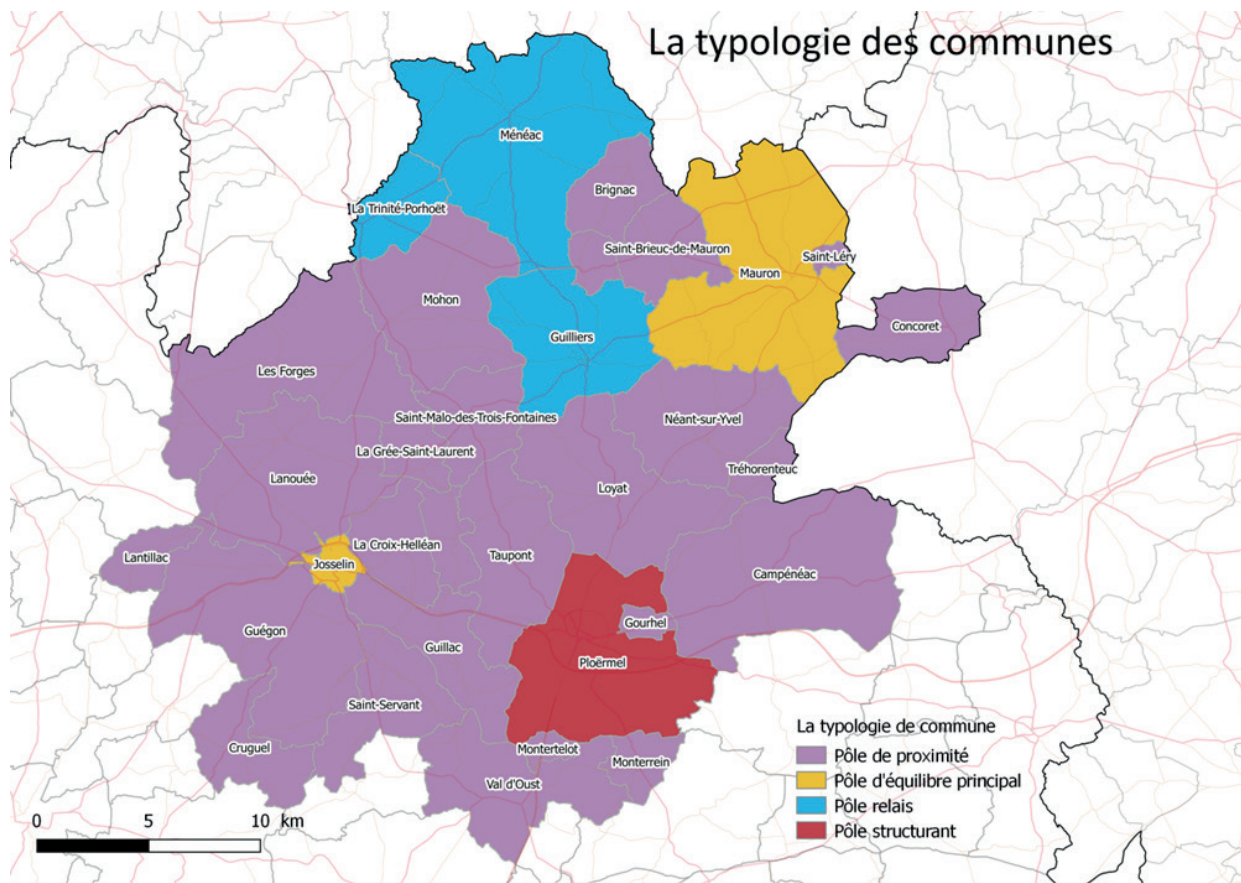 La typologie des communes
Ménéac
Brignac
La Trinité-Porhoët
Saint-Brieuc-de-Mauron
Saint-Léry
Mauron
Mohon
Concoret
Guilliers
Les Forges
Saint-Malo-des-Trois-Fontaines
Néant-sur-Yvel
La Grée-Saint-Laurent
Tréhorenteuc
Lanouée
Loyat
La Croix-Helléan
Lantillac
Taupont
Josselin
Campénéac
Gourhel
Guégon
Guillac
Ploërmel
Saint-Servant
Cruguel
Montertelot
Monterrein
Val d'Oust
La typologie de commune
Pôle de proximité
Pôle d'équilibre principal
Pôle relais
Pôle structurant
0 5 10 km